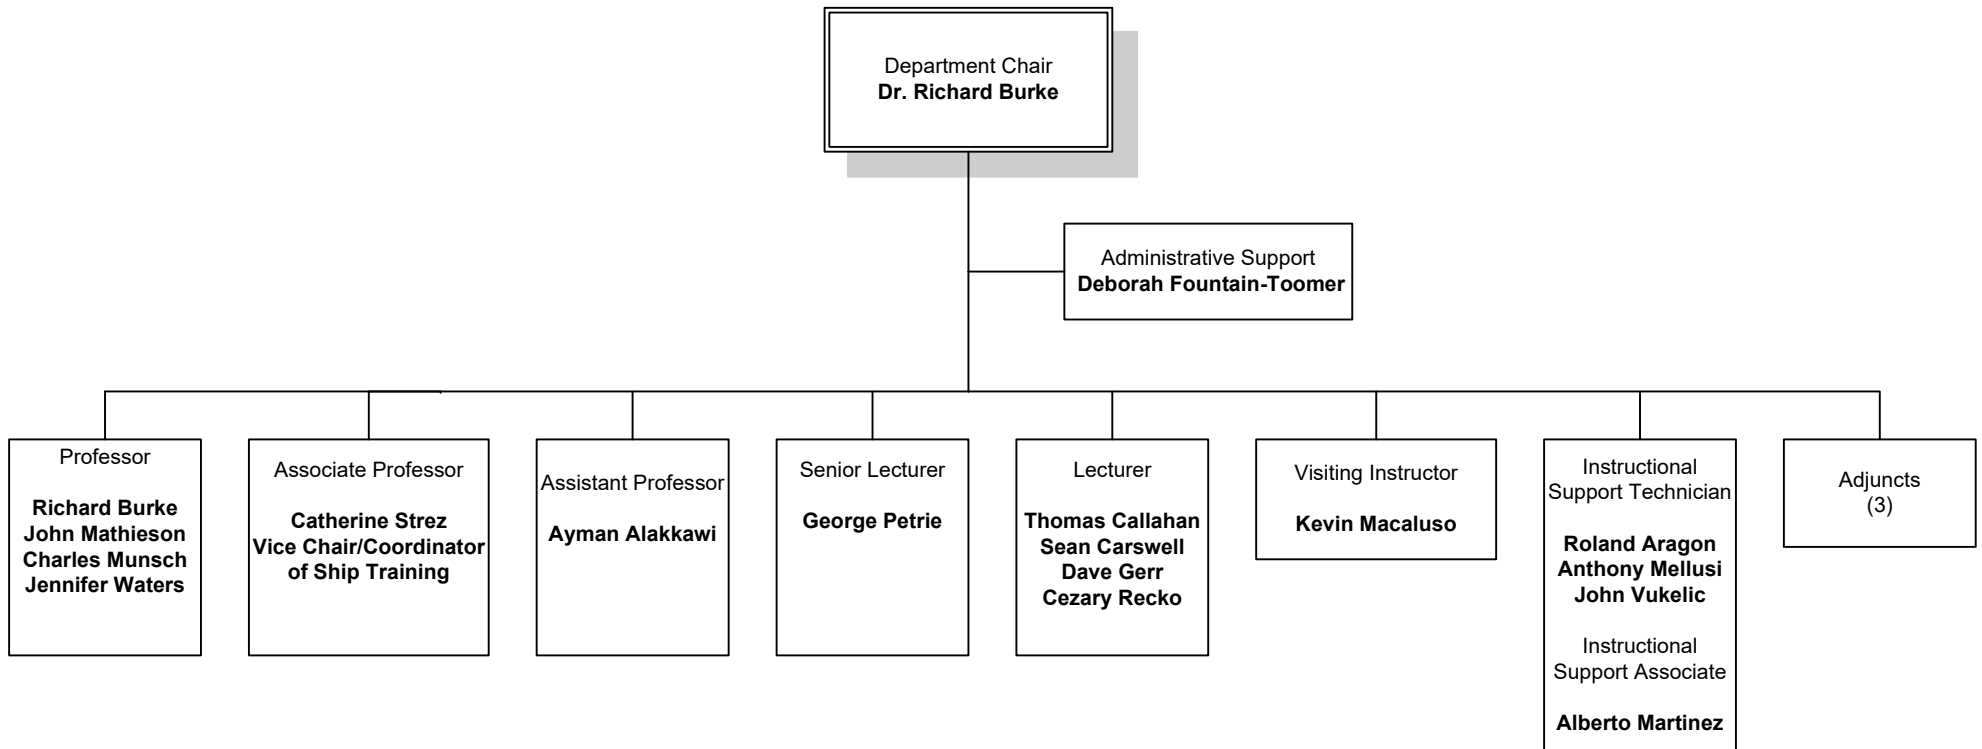 Department Chair
Dr. Richard Burke
Administrative Support
Deborah Fountain-Toomer
Professor
Richard Burke
John Mathieson
Charles Munsch
Jennifer Waters
Associate Professor
Catherine Strez
Vice Chair/Coordinator
of Ship Training
Assistant Professor
Ayman Alakkawi
Senior Lecturer
George Petrie
Lecturer
Thomas Callahan
Sean Carswell
Dave Gerr
Cezary Recko
Visiting Instructor
Kevin Macaluso
Instructional
Support Technician
Roland Aragon
Anthony Mellusi
John Vukelic
Instructional
Support Associate
Alberto Martinez
Adjuncts
(3)